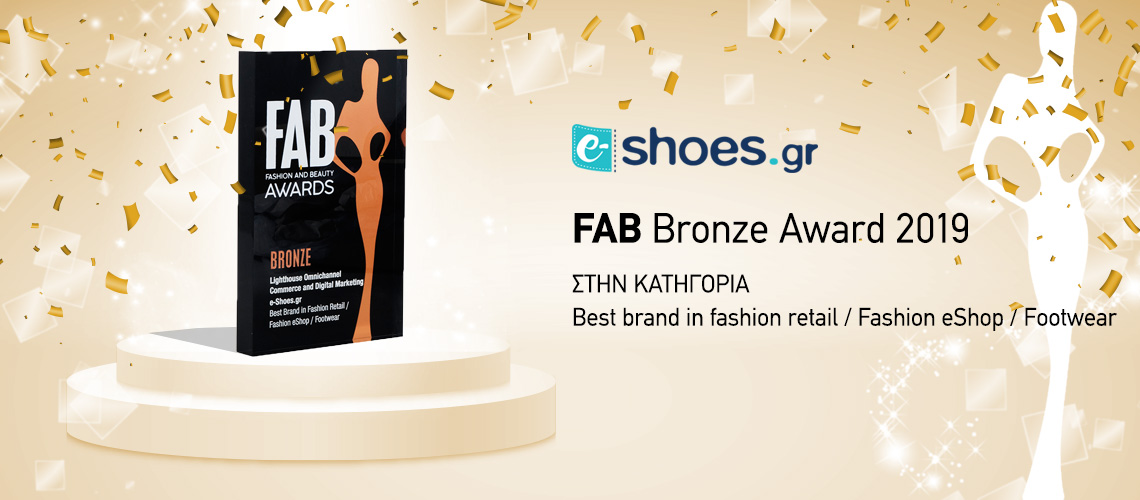 FAB
FASHION AND BEAUTY
AWARDS
BRONZE
Lighthouse Omnichannel
Commerce and Digital Marketing
e-Shoes.gr
Best Brand in Fashion Retail /
Fashion eShop / Footwear
e-shoes.gr
FAB Bronze Award 2019
ΣΤΗΝ ΚΑΤΗΓΟΡΙΑ
Best brand in fashion retail / Fashion eShop / Footwear